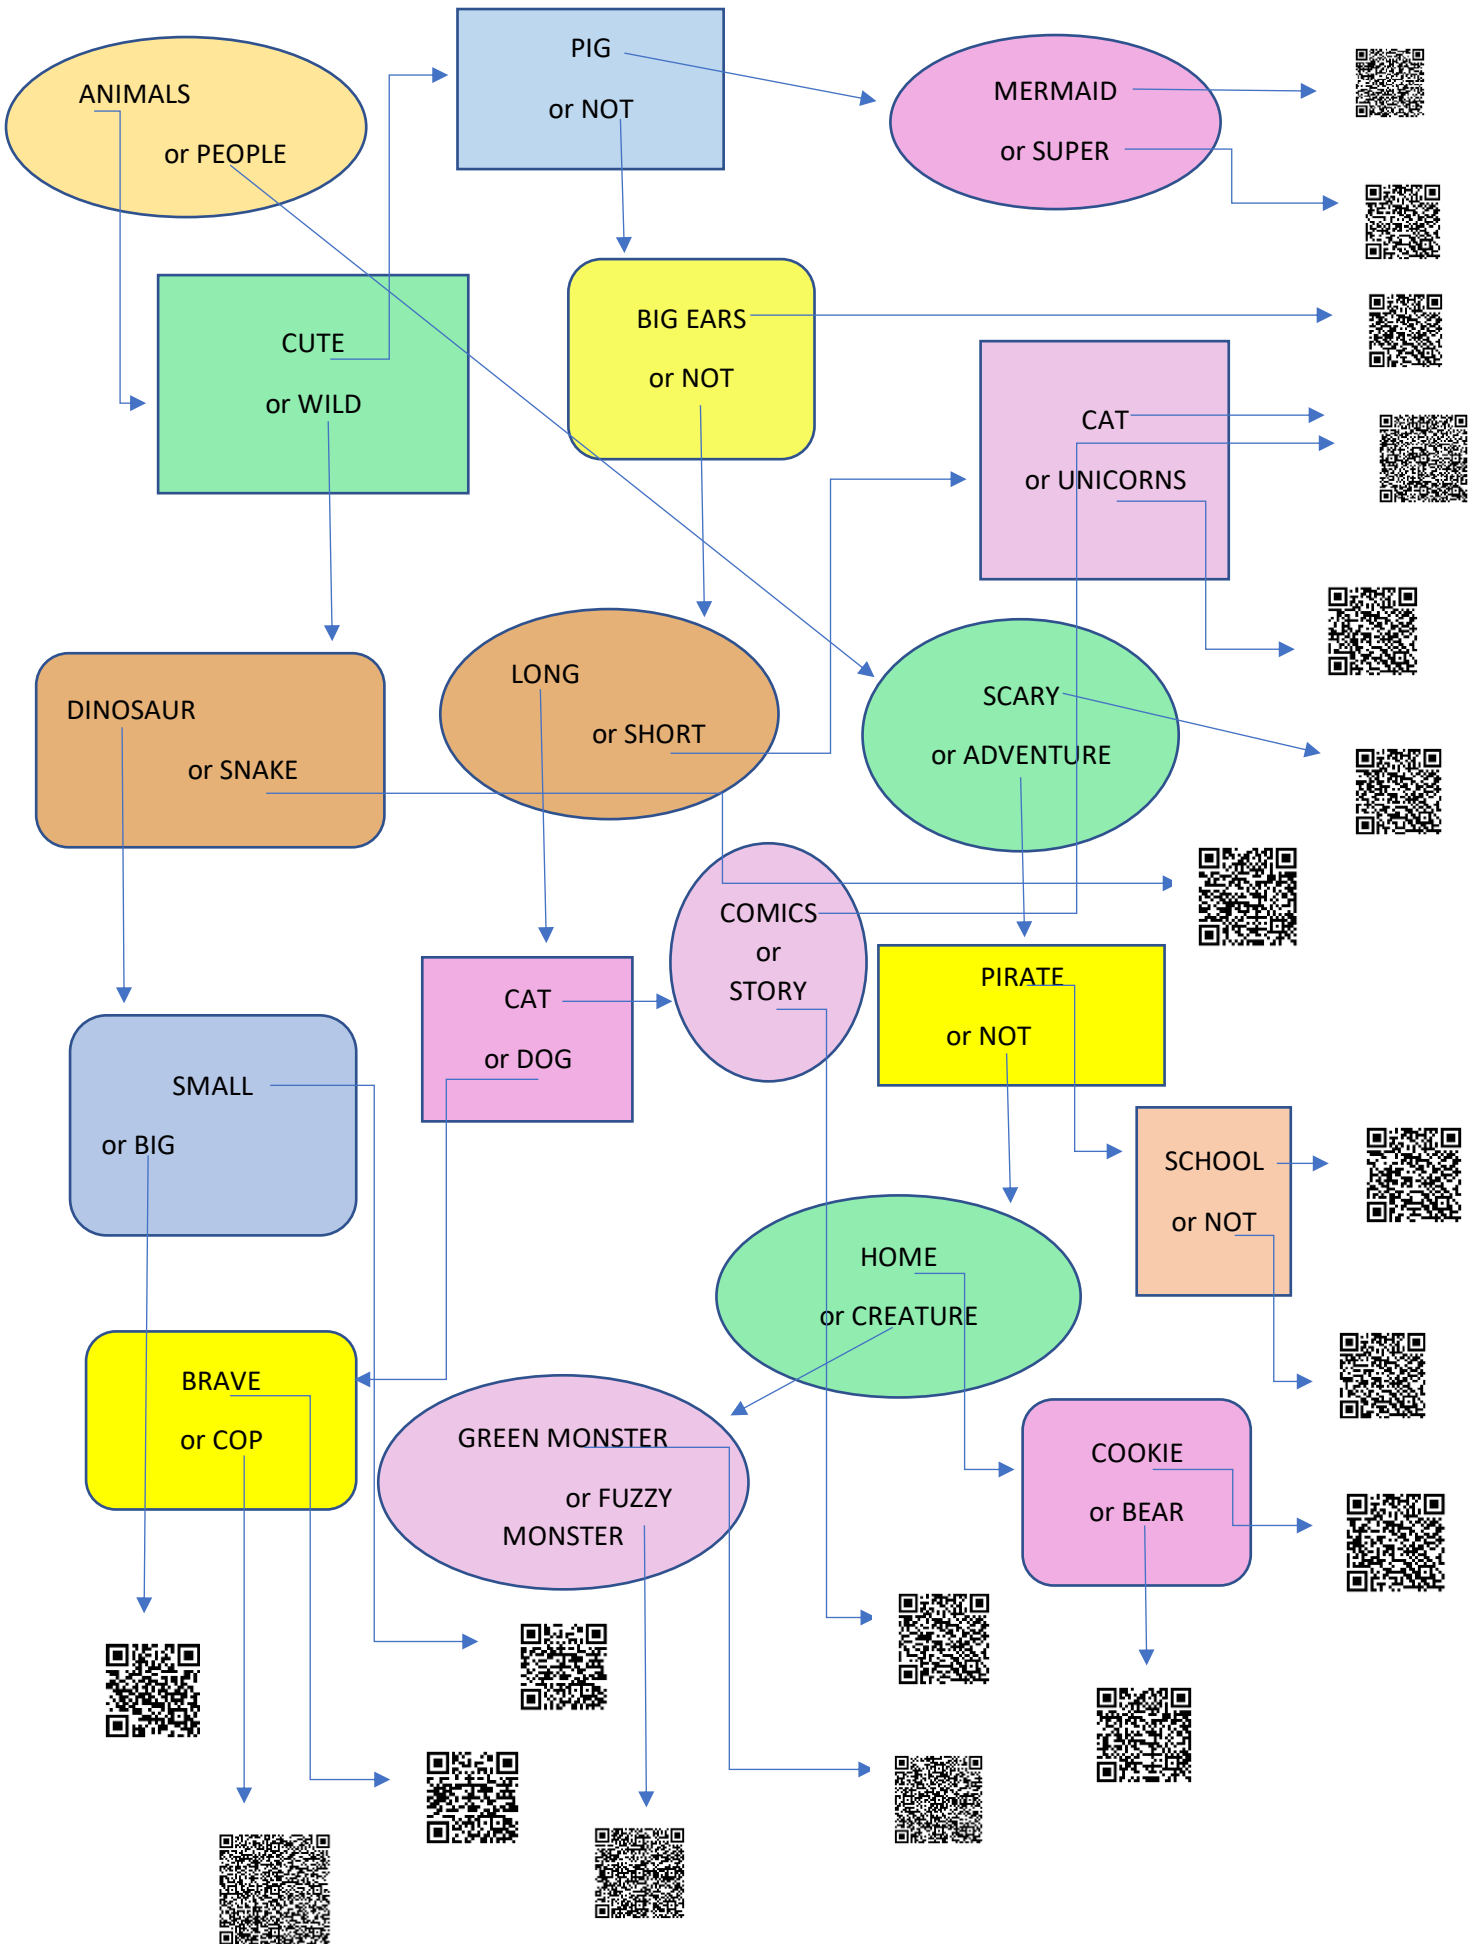 ANIMALS
or PEOPLE
PIG
or NOT
MERMAID
or SUPER
CUTE
or WILD
BIG EARS
or NOT
CAT
or UNICORNS
DINOSAUR
or SNAKE
LONG
or SHORT
SCARY
or ADVENTURE
COMICS
or
STORY
CAT
or DOG
PIRATE
or NOT
SMALL
or BIG
SCHOOL
or NOT
HOME
or CREATURE
BRAVE
or COP
GREEN MONSTER
or FUZZY
MONSTER
COOKIE
or BEAR